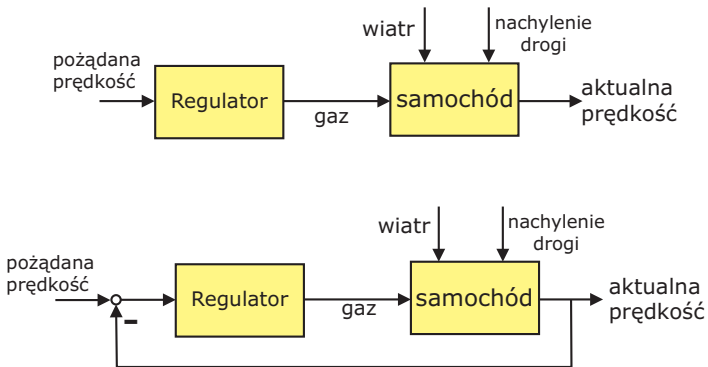 wiatr
nachylenie
drogi
pożądana
prędkość
Regulator
gaz
samochód
aktualna
prędkość
wiatr
nachylenie
drogi
pożądana
prędkość
–
Regulator
gaz
samochód
aktualna
prędkość